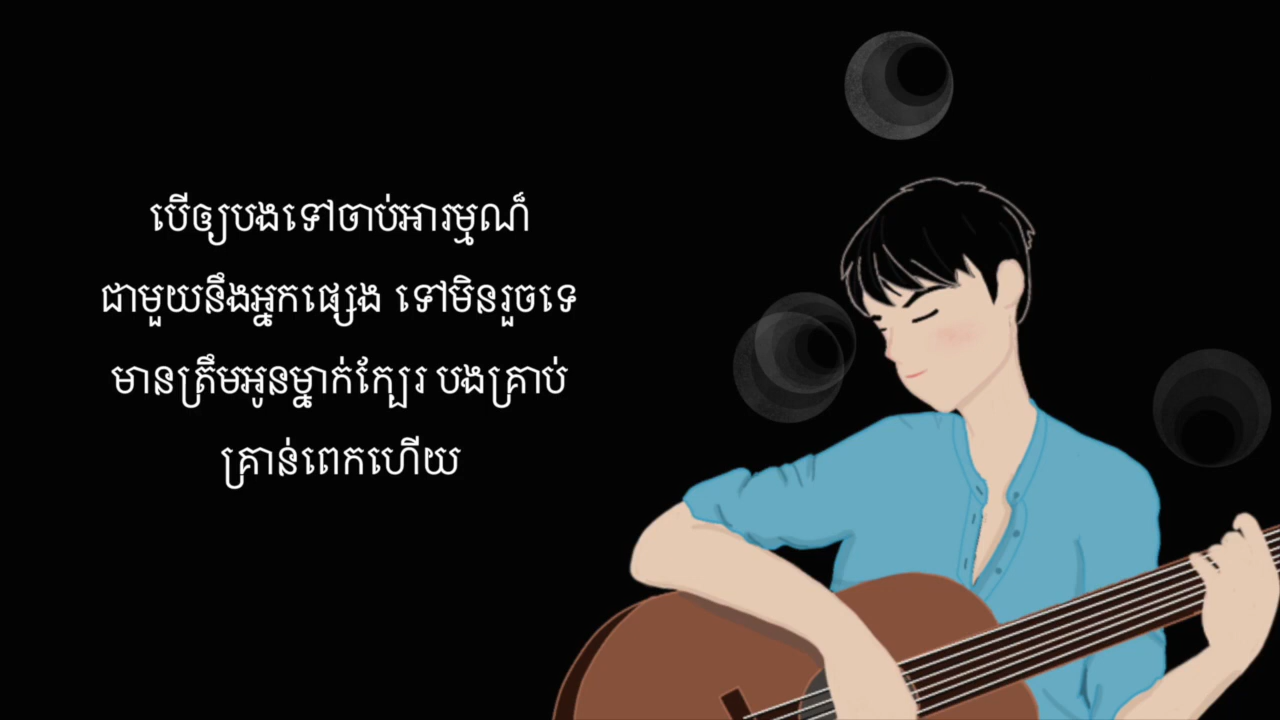 បើឲ្យបងទៅចាប់អារម្មណ៏
ជាមួយនឹងអ្នកផ្សេង ទៅមិនរួចទេ
មានត្រឹមអូនម្នាក់ក្បែរ បងគ្រាប់
គ្រាន់ពេកហើយ